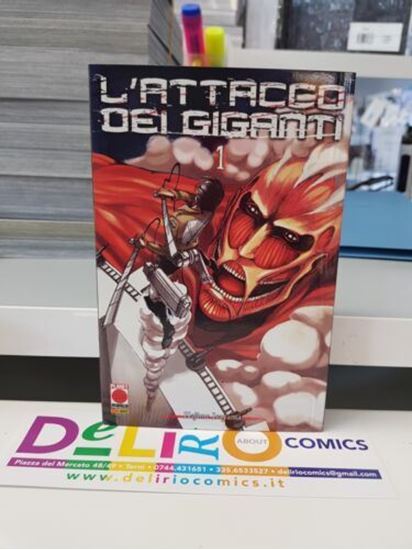 L'ATTACCO
DEI GIGANTI
1
DELIRIO ABOUT COMICS
Piazza del Mercato 48/49 • Terni • 0744.431651 • 335.6533527 • deliriocomics@gmail.com
www.deliriocomics.it